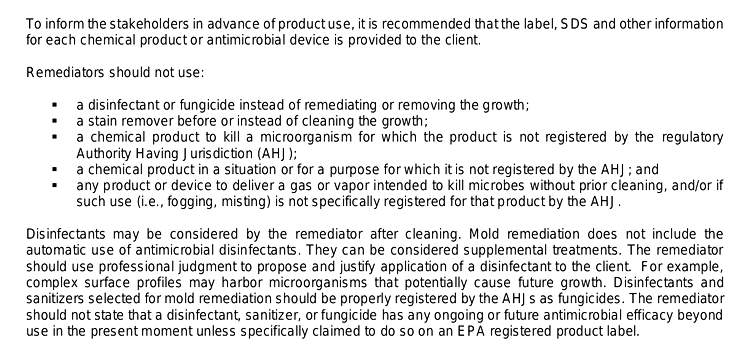 To inform the stakeholders in advance of product use, it is recommended that the label, SDS and other information
for each chemical product or antimicrobial device is provided to the client.
Remediators should not use:
▪ a disinfectant or fungicide instead of remediating or removing the growth;
▪ a stain remover before or instead of cleaning the growth;
▪ a chemical product to kill a microorganism for which the product is not registered by the regulatory
Authority Having Jurisdiction (AHJ);
▪ a chemical product in a situation or for a purpose for which it is not registered by the AHJ; and
▪ any product or device to deliver a gas or vapor intended to kill microbes without prior cleaning, and/or if
such use (i.e., fogging, misting) is not specifically registered for that product by the AHJ.
Disinfectants may be considered by the remediator after cleaning. Mold remediation does not include the
automatic use of antimicrobial disinfectants. They can be considered supplemental treatments. The remediator
should use professional judgment to propose and justify application of a disinfectant to the client. For example,
complex surface profiles may harbor microorganisms that potentially cause future growth. Disinfectants and
sanitizers selected for mold remediation should be properly registered by the AHJs as fungicides. The remediator
should not state that a disinfectant, sanitizer, or fungicide has any ongoing or future antimicrobial efficacy beyond
use in the present moment unless specifically claimed to do so on an EPA registered product label.